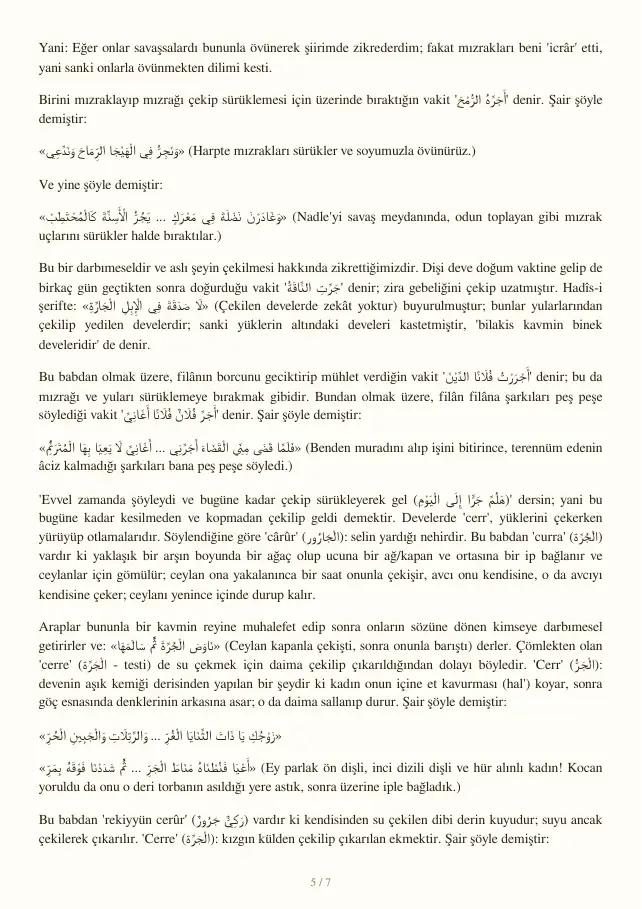 Yani: Eğer onlar savaşsalardı bununla övünerek şiirimde zikrederdim; fakat mızrakları beni 'icrâr' etti,
yani sanki onlarla övünmekten dilimi kesti.
Birini mızraklayıp mızrağı çekip sürüklemesi için üzerinde bıraktığın vakit 'أَجَرَّهُ الرُّمْحَ' denir. Şair şöyle
demiştir:
«وَنَجِرُّ فِي الْهَيْجَا الرِّمَاحَ وَنَدَّعِي» (Harpte mızrakları sürükler ve soyumuzla övünürüz.)
Ve yine şöyle demiştir:
«وَغَادَرْنَ نَضْلَةَ فِي مَعْرَكٍ ... يَجُرُّ الْأَسِنَّةَ كَالْمُحْتَطِبْ» (Nadle'yi savaş meydanında, odun toplayan gibi mızrak
uçlarını sürükler halde bıraktılar.)
Bu bir darbımeseldir ve aslı şeyin çekilmesi hakkında zikrettiğimizdir. Dişi deve doğum vaktine gelip de
birkaç gün geçtikten sonra doğurduğu vakit 'جَرَّتِ النَّاقَةُ' denir; zira gebeliğini çekip uzatmıştır. Hadîs-i
şerifte: «لَا صَدَقَةَ فِي الْإِبِلِ الْجَارَّةِ» (Çekilen develerde zekât yoktur) buyurulmuştur; bunlar yularlarından
çekilip yedilen develerdir; sanki yüklerin altındaki develeri kastetmiştir, 'bilakis kavmin binek
develeridir' de denir.
Bu babdan olmak üzere, filânın borcunu geciktirip mühlet verdiğin vakit 'أَجْرَرْتُ فُلَانًا الدَّيْنَ' denir; bu da
mızrağı ve yuları sürüklemeye bırakmak gibidir. Bundan olmak üzere, filân filâna şarkıları peş peşe
söylediği vakit 'أَجَرَّ فُلَانٌ فُلَانًا أَغَانِيَّ' denir. Şair şöyle demiştir:
«فَلَمَّا قَضَى مِنِّي الْقَضَاءَ أَجَرَّنِي ... أَغَانِيَّ لَا يَعْيَا بِهَا الْمُتَرَنِّمُ» (Benden muradını alıp işini bitirince, terennüm edenin
âciz kalmadığı şarkıları bana peş peşe söyledi.)
'Evvel zamanda şöyleydi ve bugüne kadar çekip sürükleyerek gel (هَلُمَّ جَرًّا إِلَى الْيَوْمِ)' dersin; yani bu
bugüne kadar kesilmeden ve kopmadan çekilip geldi demektir. Develerde 'cerr', yüklerini çekerken
yürüyüp otlamalarıdır. Söylendiğine göre 'cârûr' (الْجَارُور): selin yardığı nehirdir. Bu babdan 'curra' (الْجُرَّة)
vardır ki yaklaşık bir arşın boyunda bir ağaç olup ucuna bir ağ/kapan ve ortasına bir ip bağlanır ve
ceylanlar için gömülür; ceylan ona yakalanınca bir saat onunla çekişir, avcı onu kendisine, o da avcıyı
kendisine çeker; ceylanı yenince içinde durup kalır.
Araplar bununla bir kavmin reyine muhalefet edip sonra onların sözüne dönen kimseye darbımesel
getirirler ve: «نَاوَصَ الْجُرَّةَ ثُمَّ سَالَمَهَا» (Ceylan kapanla çekişti, sonra onunla barıştı) derler. Çömlekten olan
'cerre' (الْجَرَّة - testi) de su çekmek için daima çekilip çıkarıldığından dolayı böyledir. 'Cerr' (الْجَرُّ):
devenin aşık kemiği derisinden yapılan bir şeydir ki kadın onun içine et kavurması (hal') koyar, sonra
göç esnasında denklerinin arkasına asar; o da daima sallanıp durur. Şair şöyle demiştir:
«زَوْجُكِ يَا ذَاتَ الثَّنَايَا الْغُرِّ ... وَالرَّتِلَاتِ وَالْجَبِينِ الْحُرِّ»
«أَعْيَا فَنُطْنَاهُ مَنَاطَ الْجَرِّ ... ثُمَّ شَدَدْنَا فَوْقَهُ بِمَرِّ» (Ey parlak ön dişli, inci dizili dişli ve hür alınlı kadın! Kocan
yoruldu da onu o deri torbanın asıldığı yere astık, sonra üzerine iple bağladık.)
Bu babdan 'rekiyyün cerûr' (رَكِيٌّ جَرُورٌ) vardır ki kendisinden su çekilen dibi derin kuyudur; suyu ancak
çekilerek çıkarılır. 'Cerre' (الْجَرَّة): kızgın külden çekilip çıkarılan ekmektir. Şair şöyle demiştir:
5 / 7